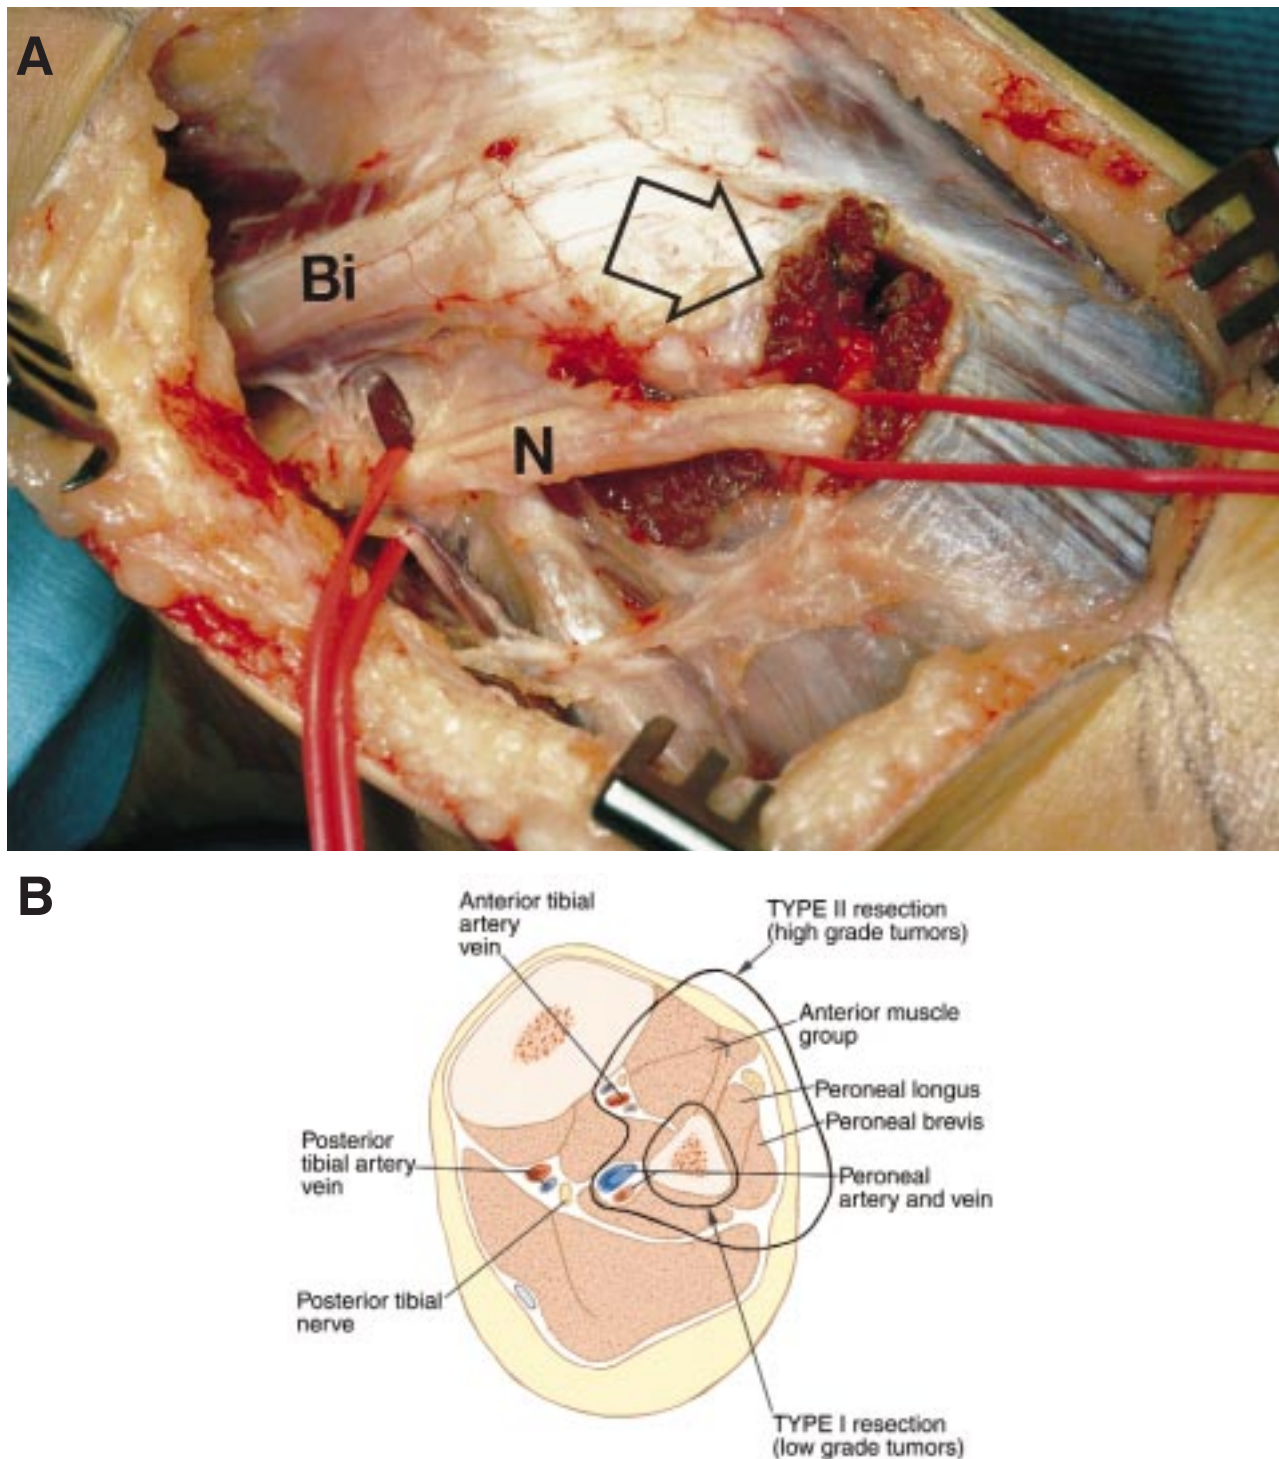 A
Bi
N
B
Anterior tibial
artery
vein
TYPE II resection
(high grade tumors)
Anterior muscle
group
Peroneal longus
Peroneal brevis
Posterior
tibial artery
vein
Peroneal
artery and vein
Posterior tibial
nerve
TYPE I resection
(low grade tumors)